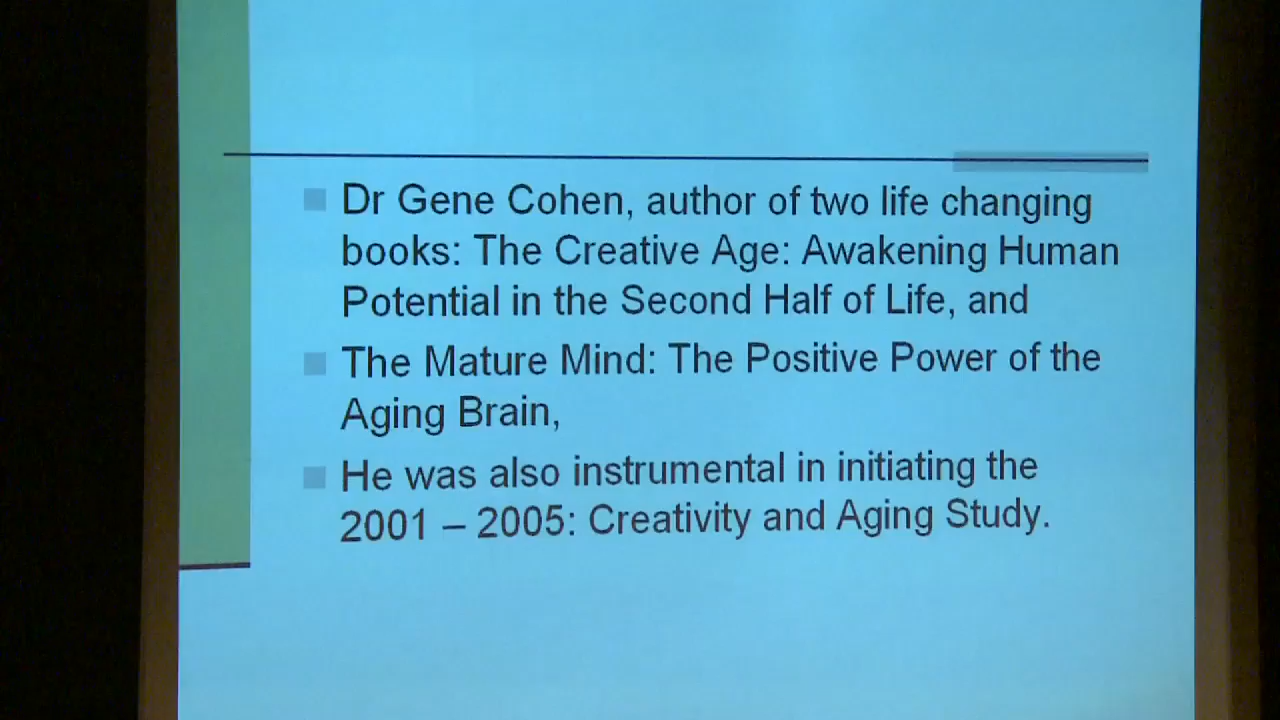 Dr Gene Cohen, author of two life changing
books: The Creative Age: Awakening Human
Potential in the Second Half of Life, and
The Mature Mind: The Positive Power of the
Aging Brain,
He was also instrumental in initiating the
2001 – 2005: Creativity and Aging Study.